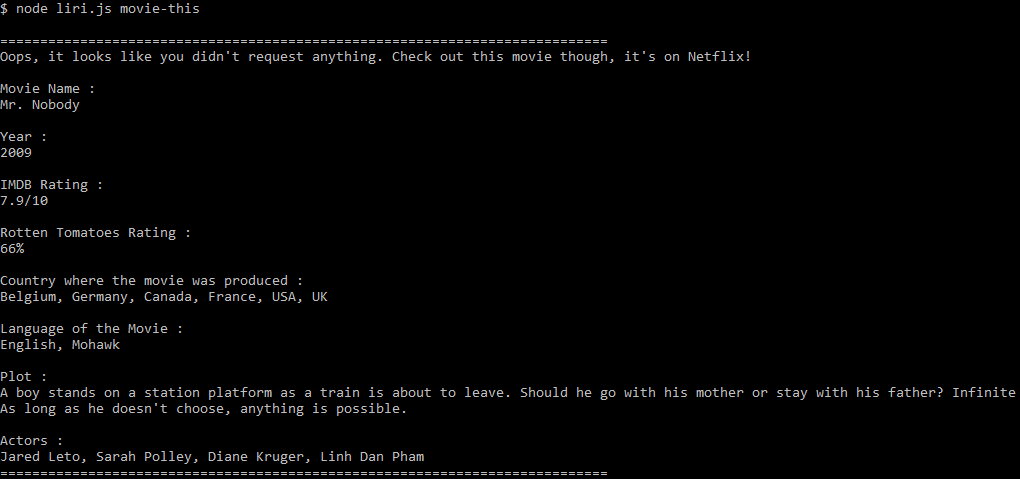 $ node liri.js movie-this
============================================================================
Oops, it looks like you didn't request anything. Check out this movie though, it's on Netflix!
Movie Name :
Mr. Nobody
Year :
2009
IMDB Rating :
7.9/10
Rotten Tomatoes Rating :
66%
Country where the movie was produced :
Belgium, Germany, Canada, France, USA, UK
Language of the Movie :
English, Mohawk
Plot :
A boy stands on a station platform as a train is about to leave. Should he go with his mother or stay with his father? Infinite
As long as he doesn't choose, anything is possible.
Actors :
Jared Leto, Sarah Polley, Diane Kruger, Linh Dan Pham
============================================================================